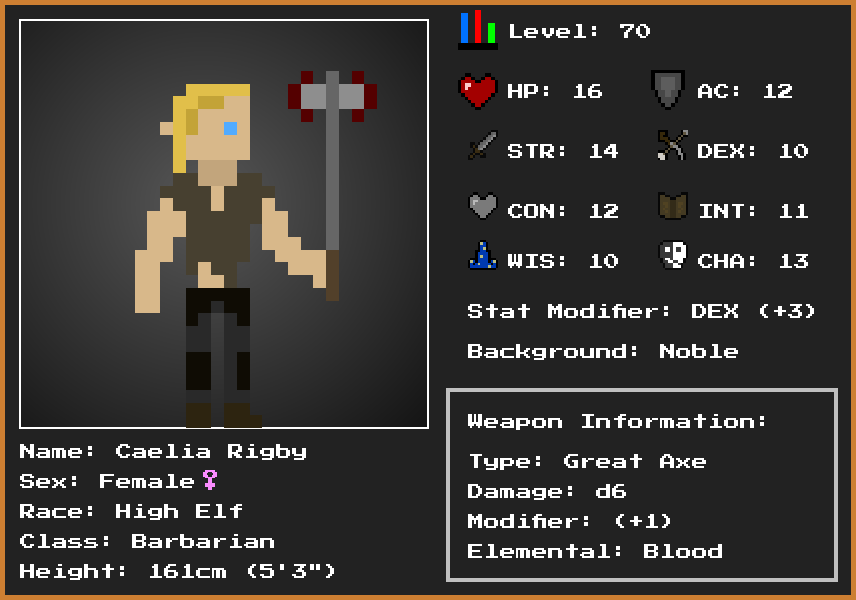 Level: 70
HP: 16
AC: 12
STR: 14
DEX: 10
CON: 12
INT: 11
WIS: 10
CHA: 13
Stat Modifier: DEX (+3)
Background: Noble
Weapon Information:
Type: Great Axe
Damage: d6
Modifier: (+1)
Elemental: Blood
Name: Caelia Rigby
Sex: Female♀
Race: High Elf
Class: Barbarian
Height: 161cm (5'3")